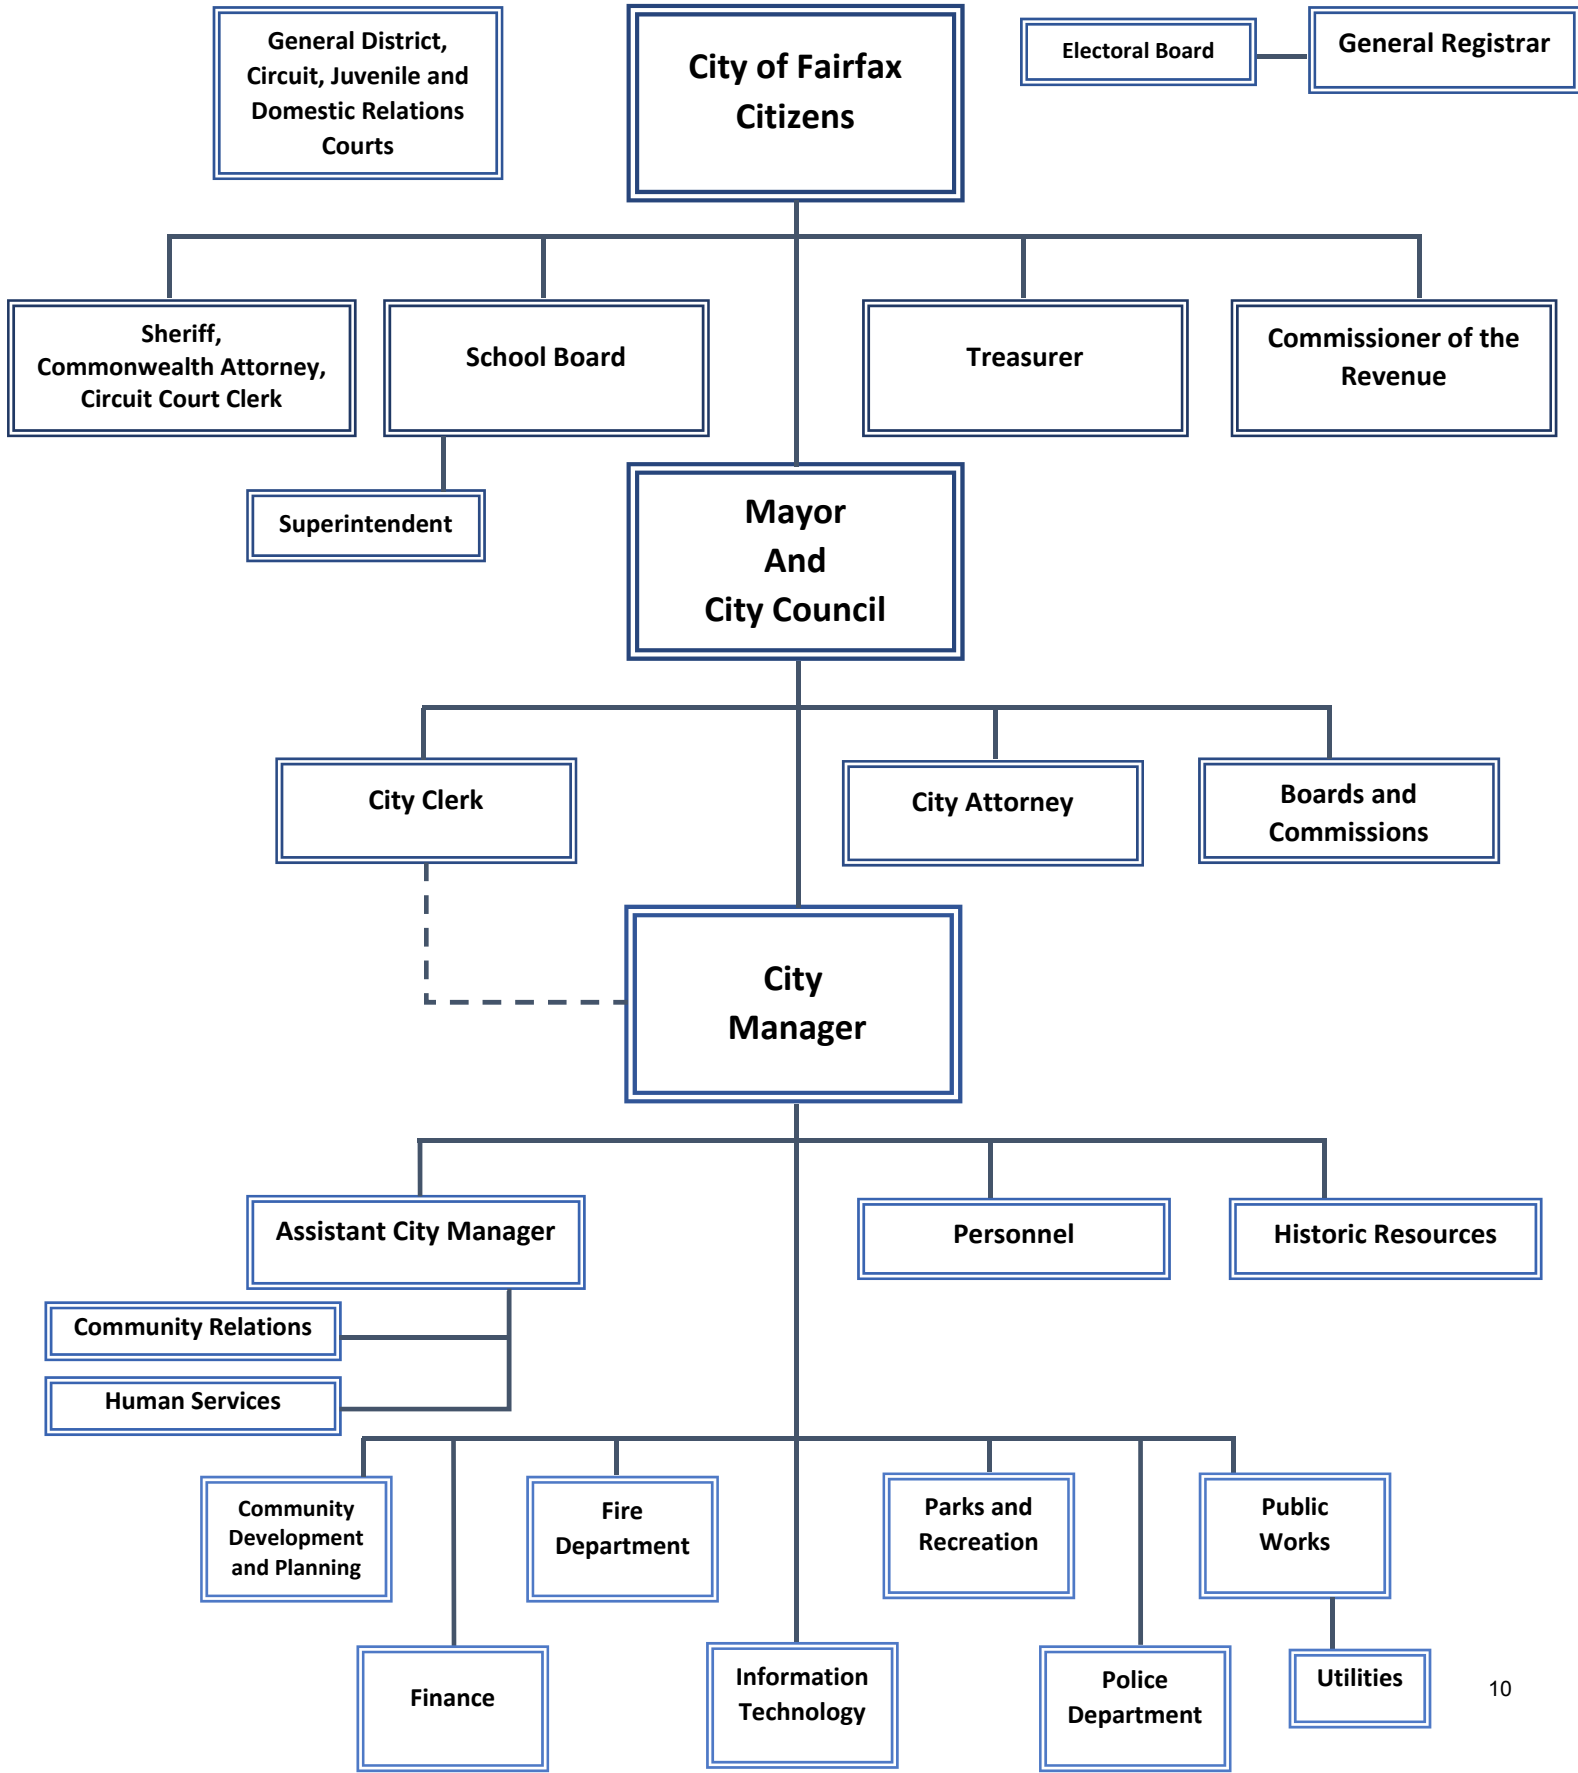 General District,
Circuit, Juvenile and
Domestic Relations
Courts
City of Fairfax
Citizens
Electoral Board
General Registrar
Sheriff,
Commonwealth Attorney,
Circuit Court Clerk
School Board
Treasurer
Commissioner of the
Revenue
Superintendent
Mayor
And
City Council
City Clerk
City Attorney
Boards and
Commissions
City
Manager
Assistant City Manager
Personnel
Historic Resources
Community Relations
Human Services
Community
Development
and Planning
Fire
Department
Parks and
Recreation
Public
Works
Finance
Information
Technology
Police
Department
Utilities
10